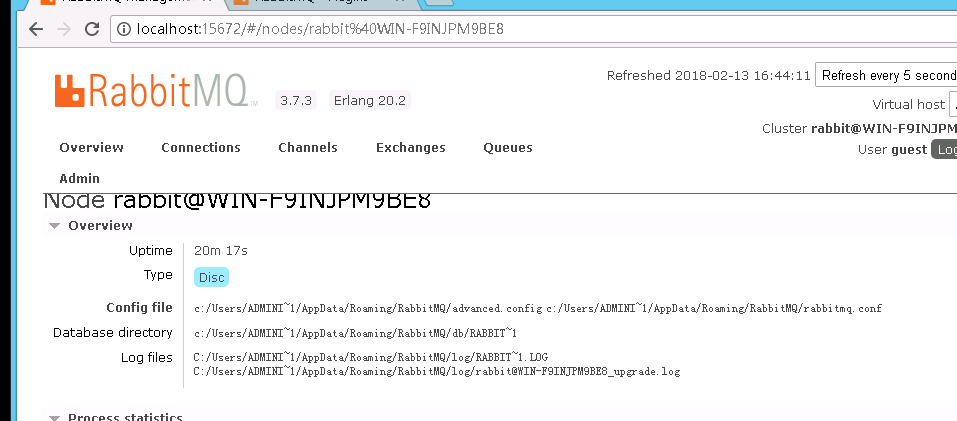 localhost:15672/#/nodes/rabbit%40WIN-F9INJPM9BE8
Refreshed 2018-02-13 16:44:11 Refresh every 5 second
RabbitMQ TM 3.7.3 Erlang 20.2
Virtual host
Cluster rabbit@WIN-F9INJPM
User guest Log
Overview Connections Channels Exchanges Queues
Admin
Node rabbit@WIN-F9INJPM9BE8
Overview
Uptime 20m 17s
Type Disc
Config file c:/Users/ADMINI~1/AppData/Roaming/RabbitMQ/advanced.config c:/Users/ADMINI~1/AppData/Roaming/RabbitMQ/rabbitmq.conf
Database directory c:/Users/ADMINI~1/AppData/Roaming/RabbitMQ/db/RABBIT~1
Log files C:/Users/ADMINI~1/AppData/Roaming/RabbitMQ/log/RABBIT~1.LOG
C:/Users/ADMINI~1/AppData/Roaming/RabbitMQ/log/rabbit@WIN-F9INJPM9BE8_upgrade.log
Process statistics